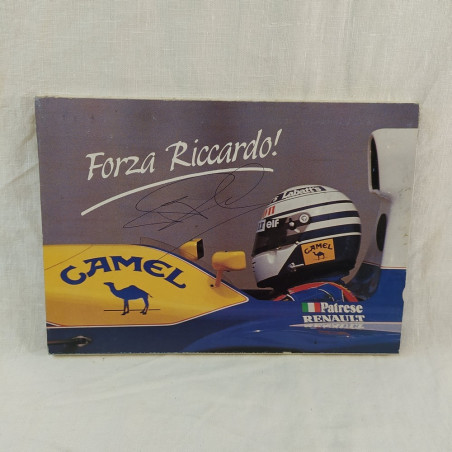 Forza Riccardo!
Labatt's
elf
CAMEL
CAMEL
Patrese
RENAULT